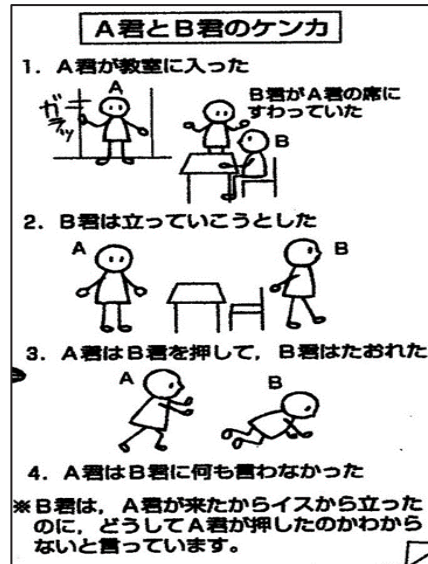 A君とB君のケンカ
1. A君が教室に入った
A
ガラッ
B君がA君の席に
すわっていた
B
2. B君は立っていこうとした
A
B
3. A君はB君を押して，B君はたおれた
A
B
4. A君はB君に何も言わなかった
※B君は，A君が来たからイスから立った
のに，どうしてA君が押したのかわから
ないと言っています。